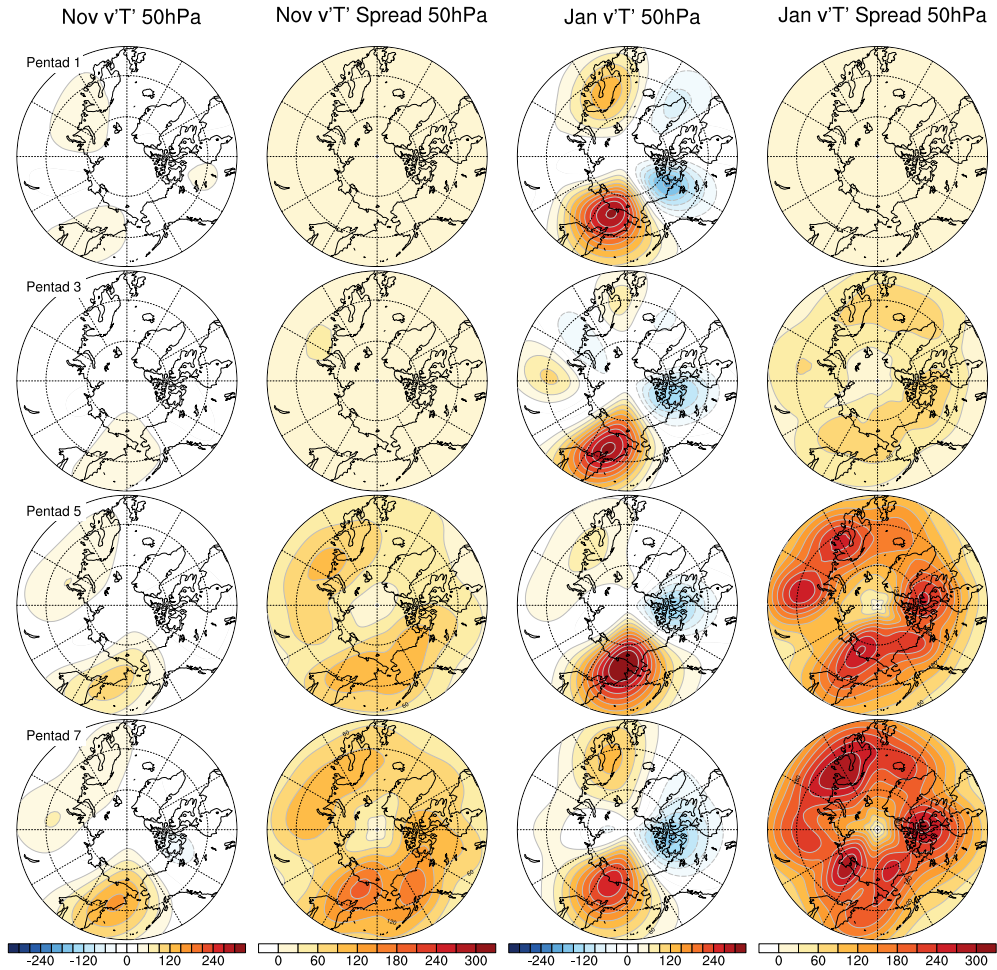 Nov v'T' 50hPa
Nov v'T' Spread 50hPa
Jan v'T' 50hPa
Jan v'T' Spread 50hPa
Pentad 1
Pentad 3
Pentad 5
Pentad 7
-240 -120 0 120 240
0 60 120 180 240 300
-240 -120 0 120 240
0 60 120 180 240 300